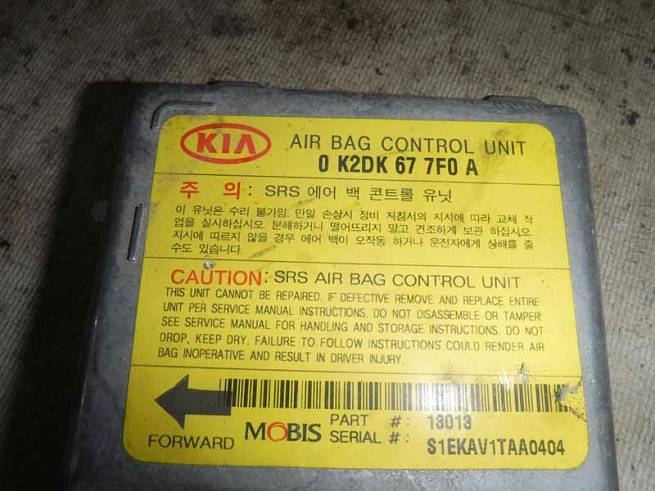 KIA AIR BAG CONTROL UNIT
0 K2DK 67 7F0 A
주 의: SRS 에어 백 콘트롤 유닛
이 유닛은 수리 불가임. 만일 손상시 정비 지침서의 지시에 따라 교체 작
업을 실시하십시오. 분해하거나 떨어뜨리지 말고 건조하게 보관 하십시오.
지시에 따르지 않을 경우 에어 백이 오작동 하거나 운전자에게 상해를 줄
수도 있습니다.
CAUTION: SRS AIR BAG CONTROL UNIT
THIS UNIT CANNOT BE REPAIRED. IF DEFECTIVE REMOVE AND REPLACE ENTIRE
UNIT PER SERVICE MANUAL INSTRUCTIONS. DO NOT DISASSEMBLE OR TAMPER.
SEE SERVICE MANUAL FOR HANDLING AND STORAGE INSTRUCTIONS. DO NOT
DROP, KEEP DRY. FAILURE TO FOLLOW INSTRUCTIONS COULD RENDER AIR
BAG INOPERATIVE AND RESULT IN DRIVER INJURY.
FORWARD MOBIS PART #: 13013
SERIAL #: S1EKAV1TAA0404